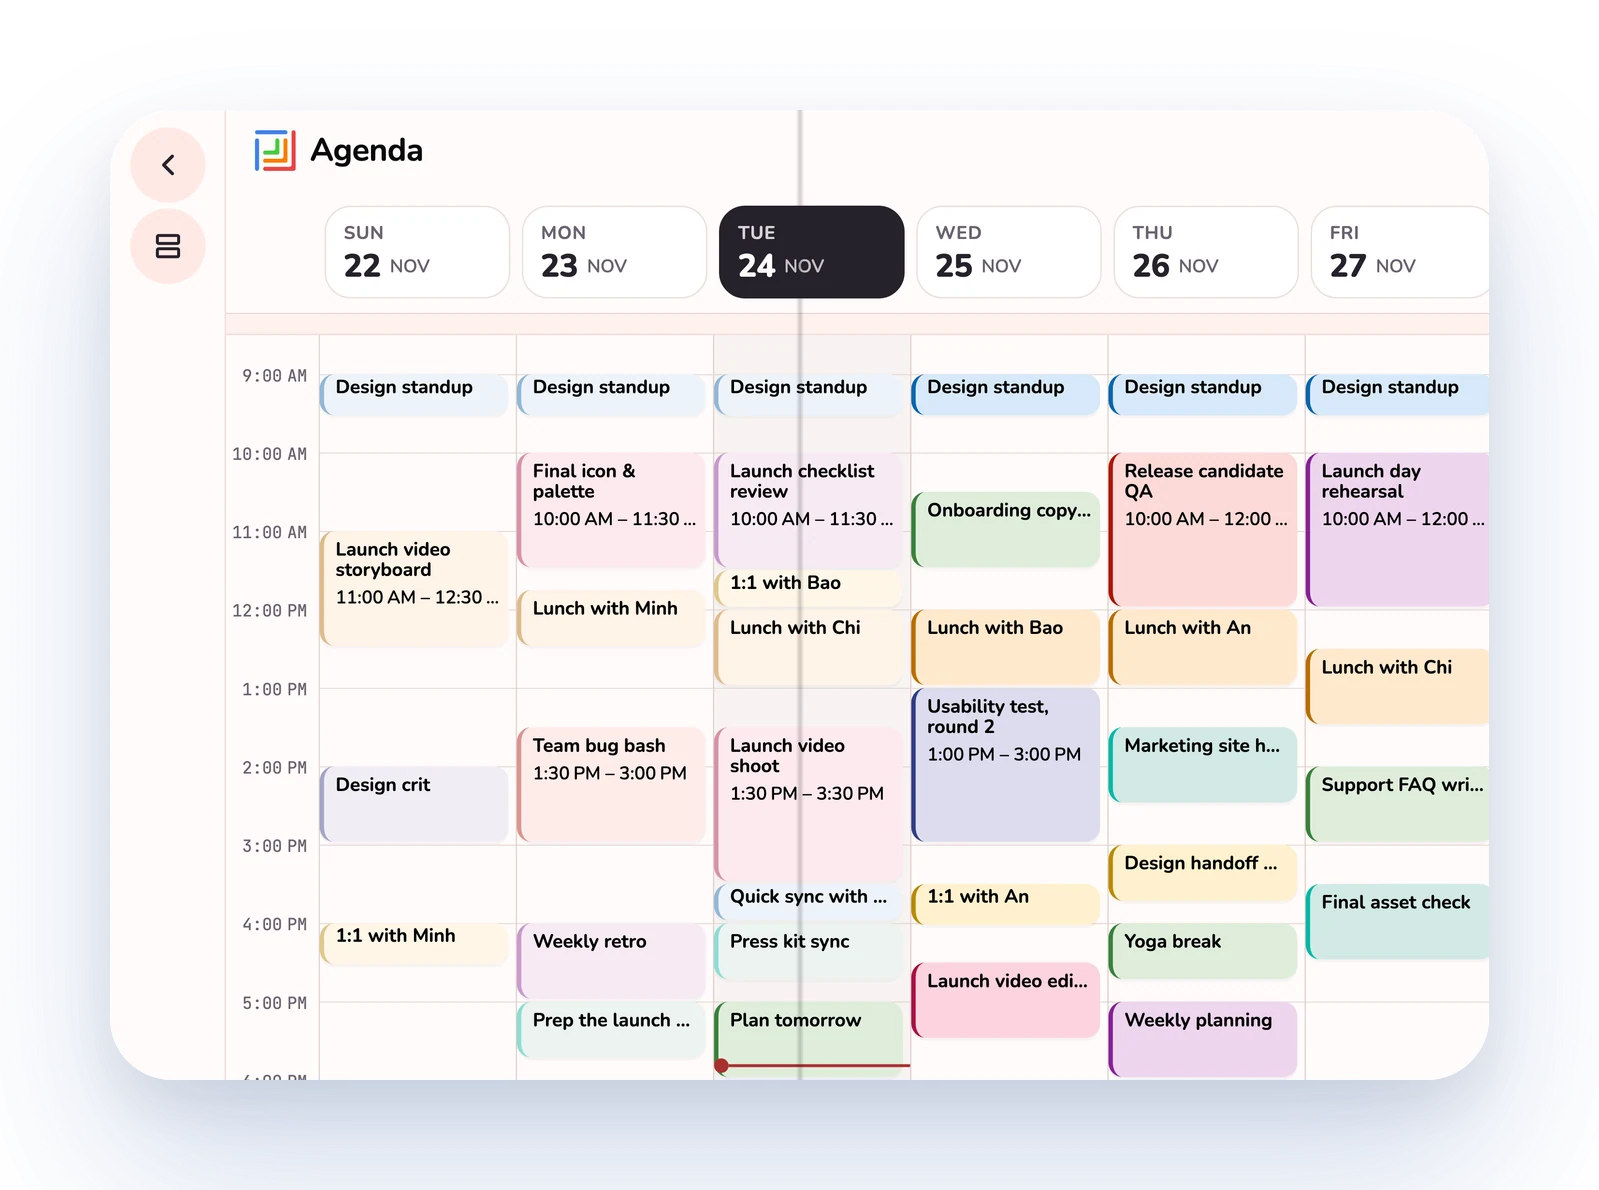 Agenda
SUN
22 NOV
MON
23 NOV
TUE
24 NOV
WED
25 NOV
THU
26 NOV
FRI
27 NOV
9:00 AM
10:00 AM
11:00 AM
12:00 PM
1:00 PM
2:00 PM
3:00 PM
4:00 PM
5:00 PM
Design standup
Launch video
storyboard
11:00 AM – 12:30 ...
Design crit
1:1 with Minh
Design standup
Final icon &
palette
10:00 AM – 11:30 ...
Lunch with Minh
Team bug bash
1:30 PM – 3:00 PM
Weekly retro
Prep the launch ...
Design standup
Launch checklist
review
10:00 AM – 11:30 ...
1:1 with Bao
Lunch with Chi
Launch video
shoot
1:30 PM – 3:30 PM
Quick sync with ...
Press kit sync
Plan tomorrow
Design standup
Onboarding copy...
Lunch with Bao
Usability test,
round 2
1:00 PM – 3:00 PM
1:1 with An
Launch video edi...
Design standup
Release candidate
QA
10:00 AM – 12:00 ...
Lunch with An
Marketing site h...
Design handoff ...
Yoga break
Weekly planning
Design standup
Launch day
rehearsal
10:00 AM – 12:00 ...
Lunch with Chi
Support FAQ wri...
Final asset check